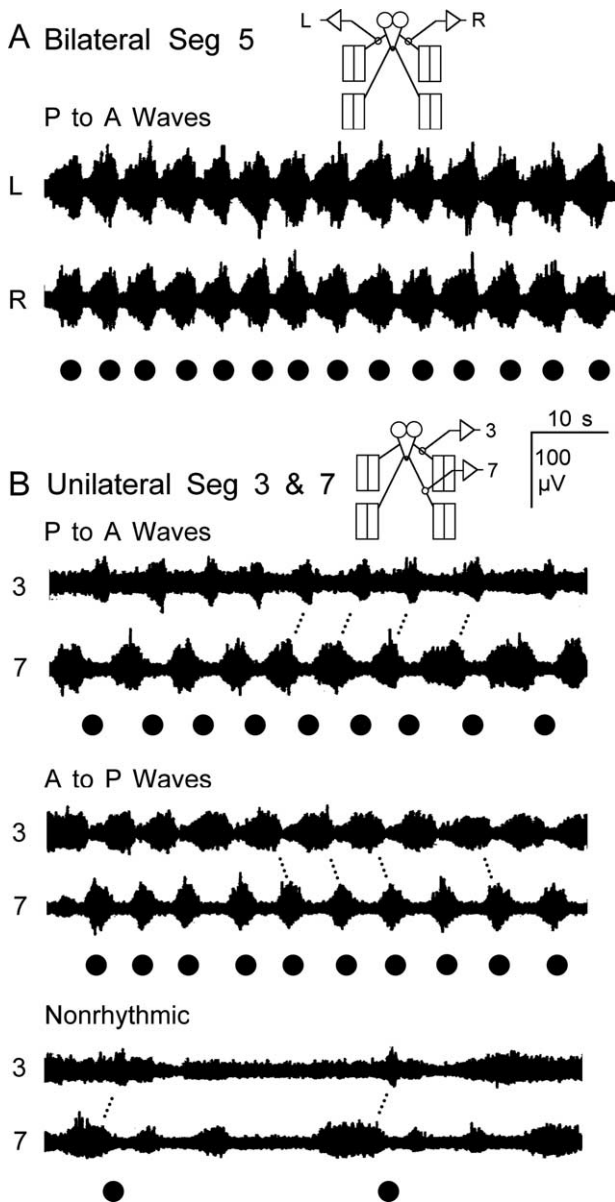 L R
A Bilateral Seg 5
P to A Waves
L
R
3
10 s
7
100
µV
B Unilateral Seg 3 & 7
P to A Waves
3
7
A to P Waves
3
7
Nonrhythmic
3
7